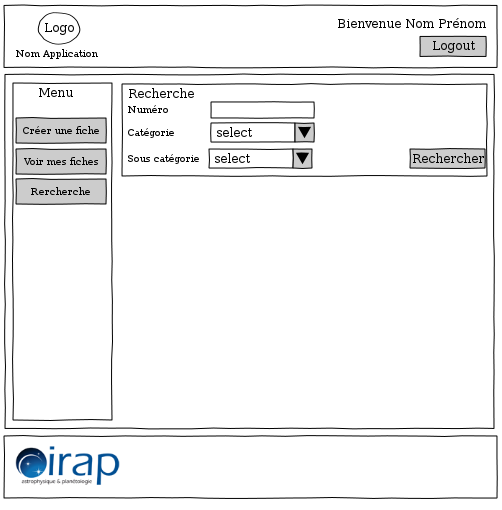 Logo
Nom Application
Bienvenue Nom Prénom
Logout
Menu
Créer une fiche
Voir mes fiches
Rercherche
Recherche
Numéro
Catégorie
select
Sous catégorie
select
Rechercher
irap
astrophysique & planétologie